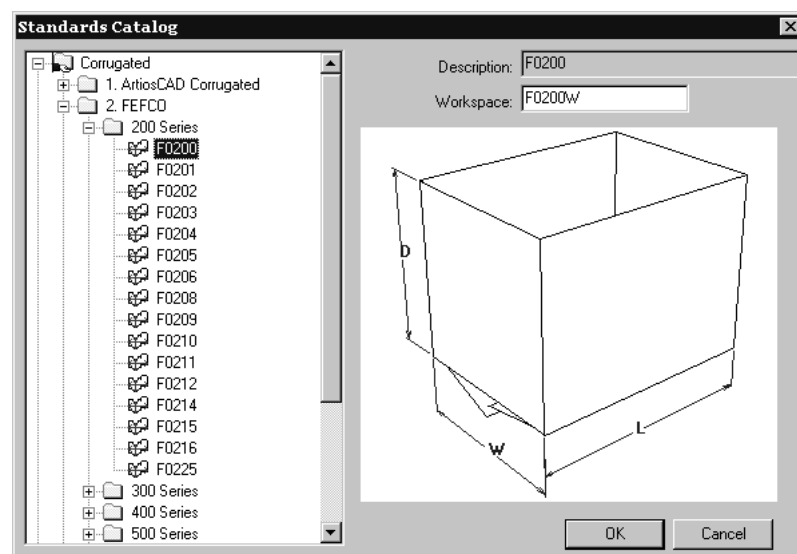 Standards Catalog
Corrugated
1. ArtiosCAD Corrugated
2. FEFCO
200 Series
F0200
F0201
F0202
F0203
F0204
F0205
F0206
F0208
F0209
F0210
F0211
F0212
F0214
F0215
F0216
F0225
300 Series
400 Series
500 Series
Description: F0200
Workspace: F0200W
D
W
L
OK
Cancel